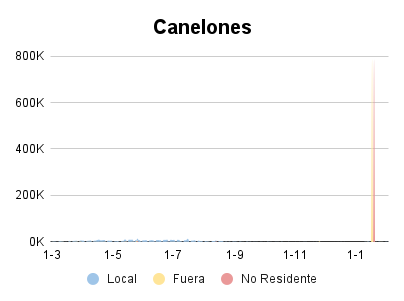 Canelones
800K
600K
400K
200K
0K
1-3 1-5 1-7 1-9 1-11 1-1
Local Fuera No Residente